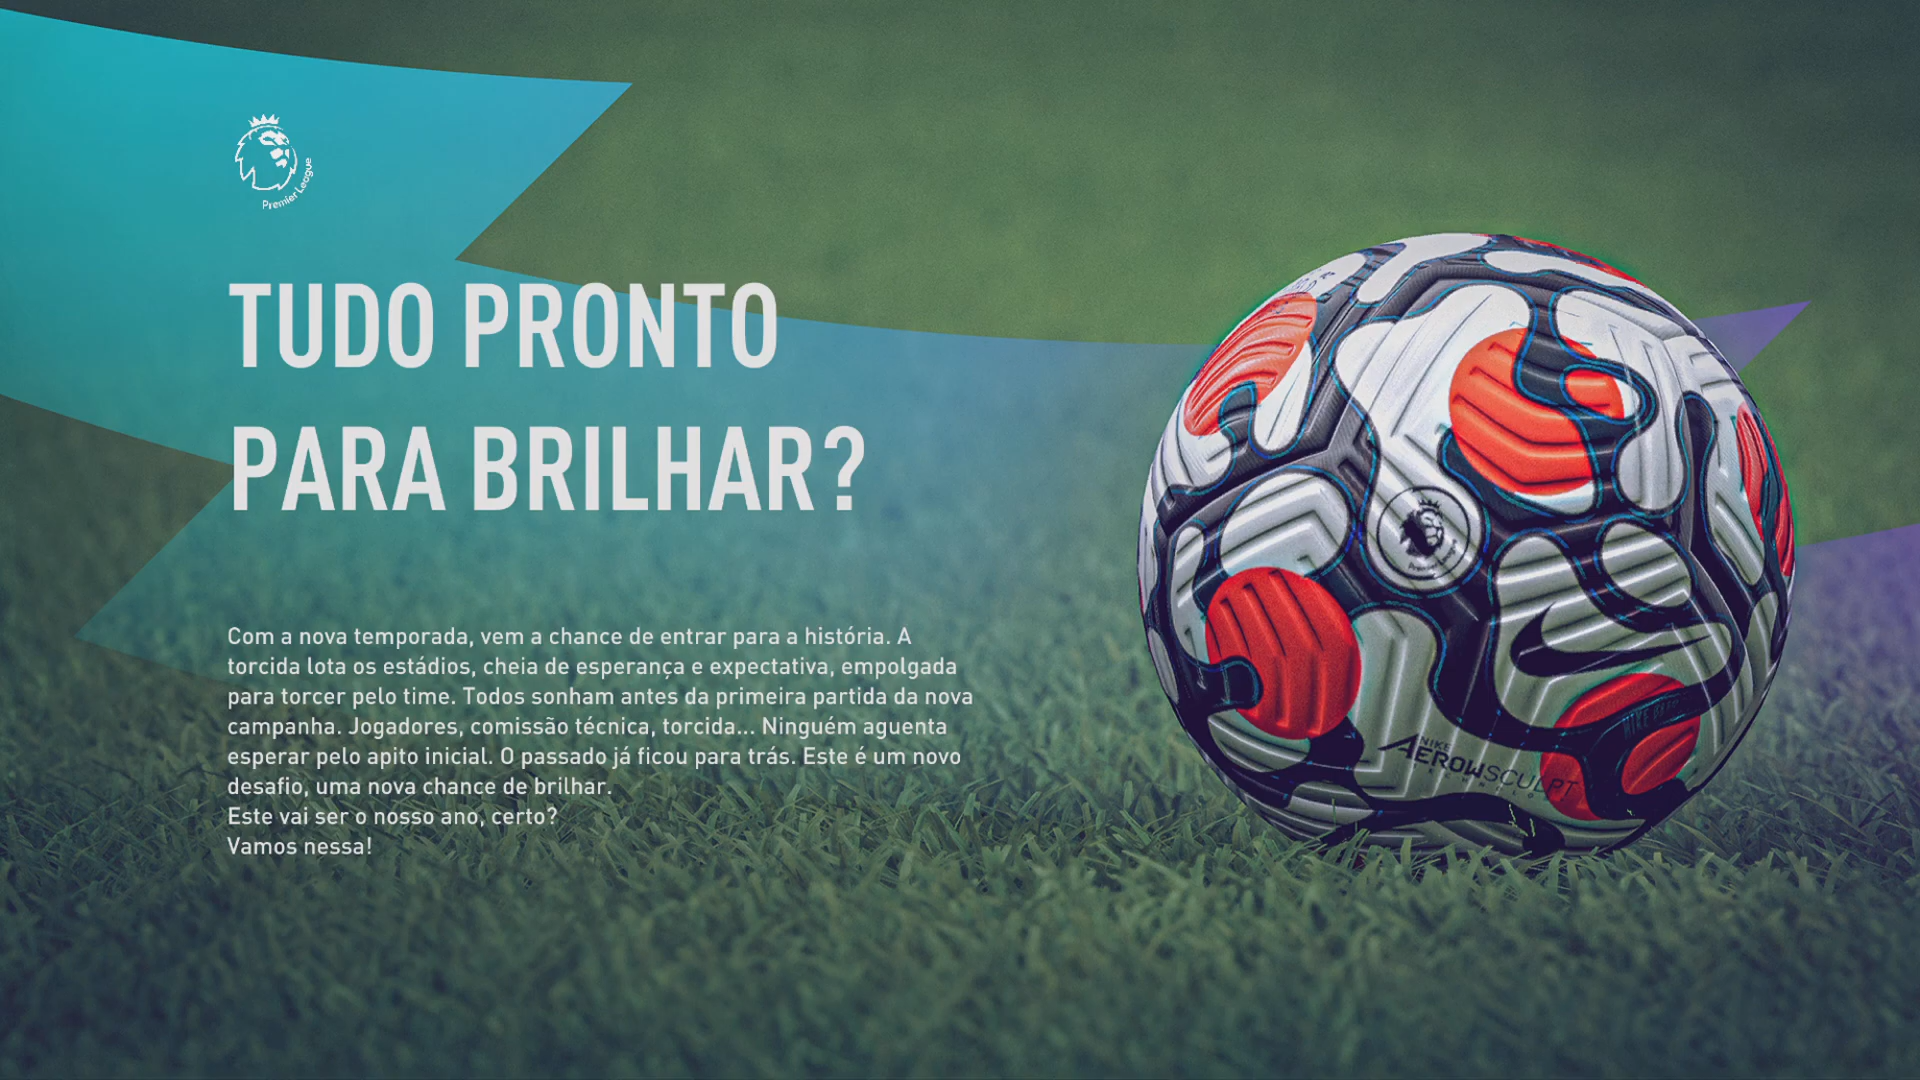 Premier League
TUDO PRONTO
PARA BRILHAR?
Com a nova temporada, vem a chance de entrar para a história. A
torcida lota os estádios, cheia de esperança e expectativa, empolgada
para torcer pelo time. Todos sonham antes da primeira partida da nova
campanha. Jogadores, comissão técnica, torcida... Ninguém aguenta
esperar pelo apito inicial. O passado já ficou para trás. Este é um novo
desafio, uma nova chance de brilhar.
Este vai ser o nosso ano, certo?
Vamos nessa!
Premier League
NIKE
AEROWSCULPT